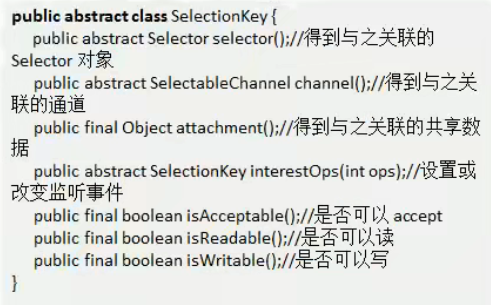 public abstract class SelectionKey {
public abstract Selector selector();//得到与之关联的
Selector 对象
public abstract SelectableChannel channel();//得到与之关
联的通道
public final Object attachment();//得到与之关联的共享数
据
public abstract SelectionKey interestOps(int ops);//设置或
改变监听事件
public final boolean isAcceptable();//是否可以 accept
public final boolean isReadable();//是否可以读
public final boolean isWritable();//是否可以写
}